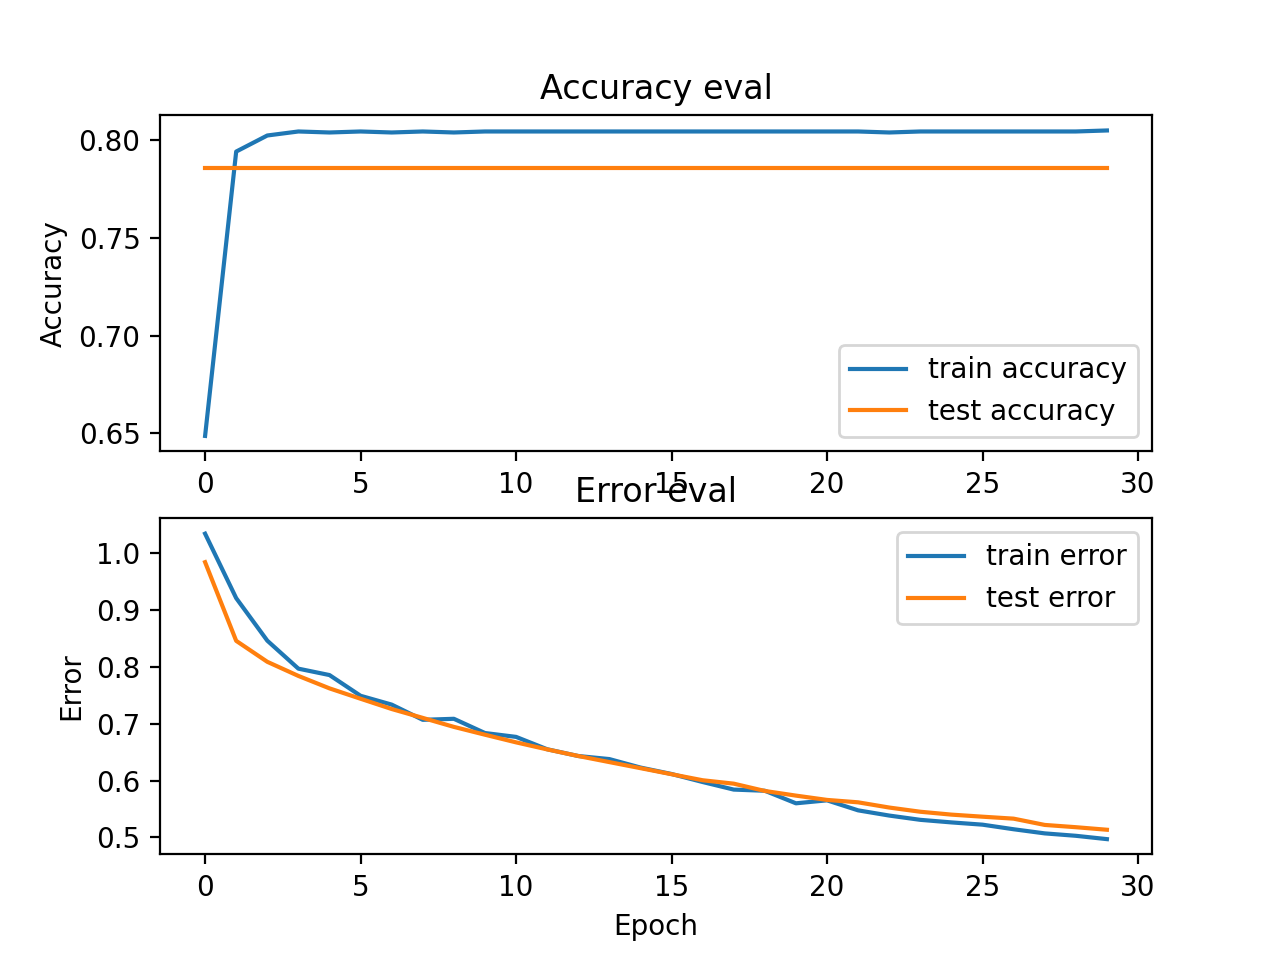 Accuracy eval
0.80
0.75
0.70
0.65
Accuracy
train accuracy
test accuracy
0 5 10 15 20 25 30
Error eval
1.0
0.9
0.8
0.7
0.6
0.5
Error
train error
test error
0 5 10 15 20 25 30
Epoch